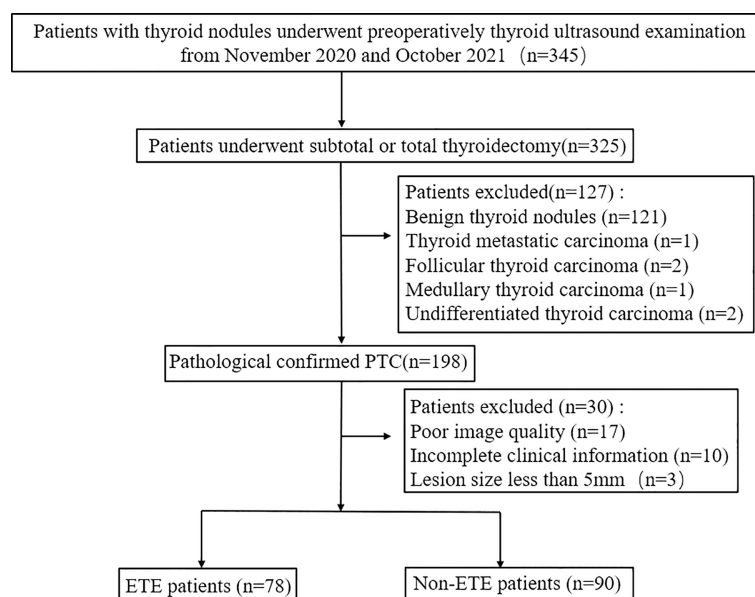 Patients with thyroid nodules underwent preoperatively thyroid ultrasound examination
from November 2020 and October 2021（n=345）
Patients underwent subtotal or total thyroidectomy(n=325)
Patients excluded(n=127) :
Benign thyroid nodules (n=121)
Thyroid metastatic carcinoma (n=1)
Follicular thyroid carcinoma (n=2)
Medullary thyroid carcinoma (n=1)
Undifferentiated thyroid carcinoma (n=2)
Pathological confirmed PTC(n=198)
Patients excluded (n=30) :
Poor image quality (n=17)
Incomplete clinical information (n=10)
Lesion size less than 5mm（n=3）
ETE patients (n=78)
Non-ETE patients (n=90)